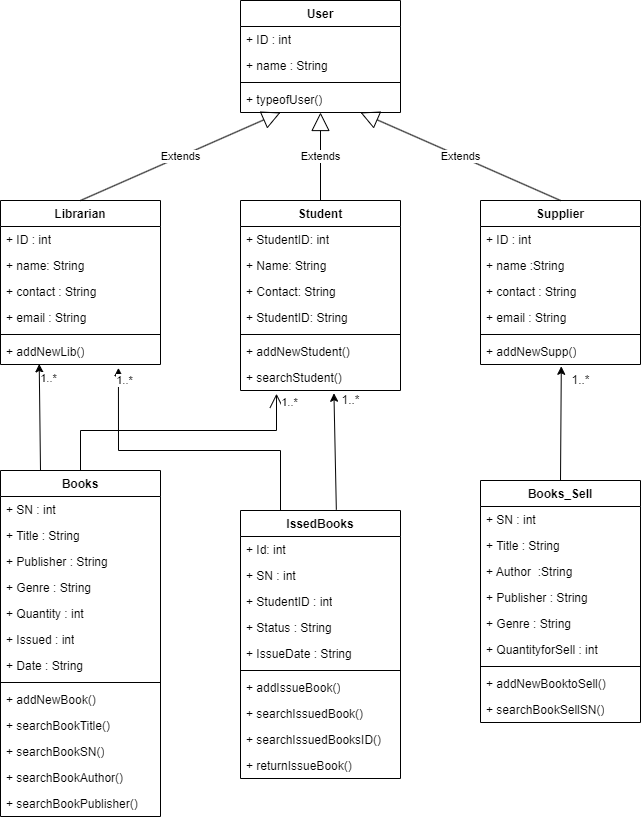 User
+ ID : int
+ name : String
+ typeofUser()
Extends
Extends
Extends
Librarian
+ ID : int
+ name: String
+ contact : String
+ email : String
+ addNewLib()
Student
+ StudentID: int
+ Name: String
+ Contact: String
+ StudentID: String
+ addNewStudent()
+ searchStudent()
Supplier
+ ID : int
+ name :String
+ contact : String
+ email : String
+ addNewSupp()
1..*
1..*
1..*
1..*
1..*
Books
+ SN : int
+ Title : String
+ Publisher : String
+ Genre : String
+ Quantity : int
+ Issued : int
+ Date : String
+ addNewBook()
+ searchBookTitle()
+ searchBookSN()
+ searchBookAuthor()
+ searchBookPublisher()
IssedBooks
+ Id: int
+ SN : int
+ StudentID : int
+ Status : String
+ IssueDate : String
+ addIssueBook()
+ searchIssuedBook()
+ searchIssuedBooksID()
+ returnIssueBook()
Books_Sell
+ SN : int
+ Title : String
+ Author :String
+ Publisher : String
+ Genre : String
+ QuantityforSell : int
+ addNewBooktoSell()
+ searchBookSellSN()